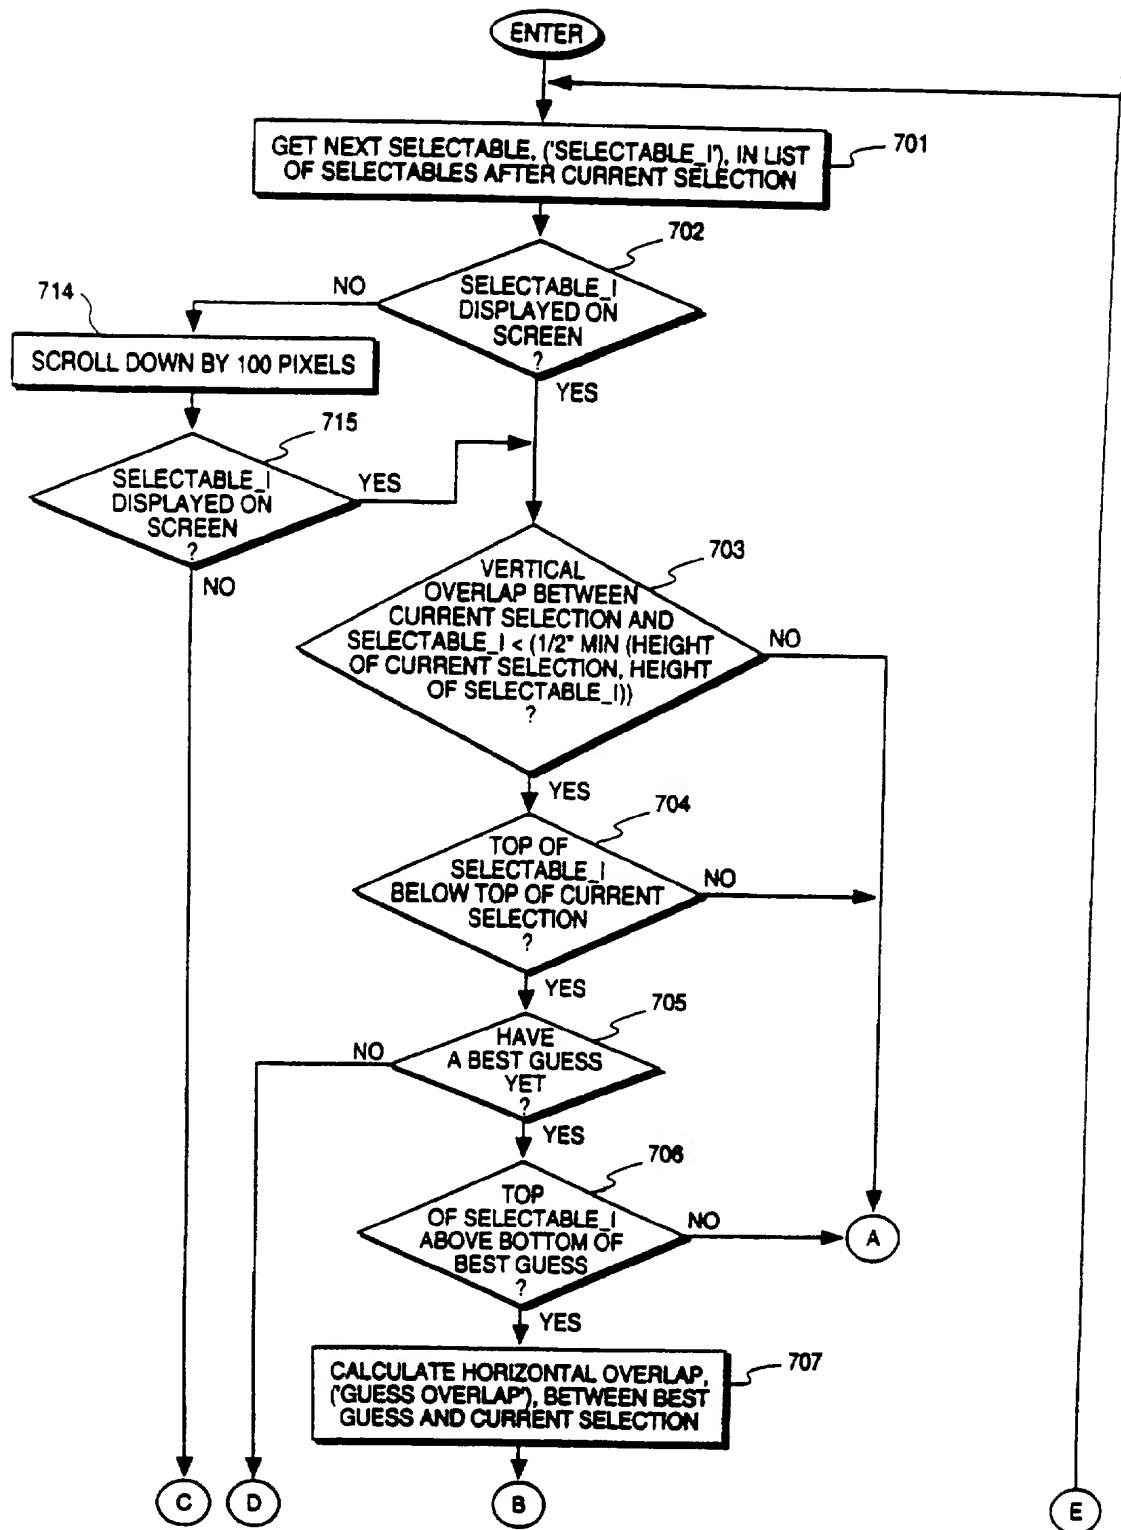 ENTER
GET NEXT SELECTABLE, ('SELECTABLE_I'), IN LIST
OF SELECTABLES AFTER CURRENT SELECTION
701
702
SELECTABLE_I
DISPLAYED ON
SCREEN
?
NO
YES
714
SCROLL DOWN BY 100 PIXELS
715
SELECTABLE_I
DISPLAYED ON
SCREEN
?
YES
NO
703
VERTICAL
OVERLAP BETWEEN
CURRENT SELECTION AND
SELECTABLE_I < (1/2* MIN (HEIGHT
OF CURRENT SELECTION, HEIGHT
OF SELECTABLE_I))
?
NO
YES
704
TOP OF
SELECTABLE_I
BELOW TOP OF CURRENT
SELECTION
?
NO
YES
705
HAVE
A BEST GUESS
YET
?
NO
YES
706
TOP
OF SELECTABLE_I
ABOVE BOTTOM OF
BEST GUESS
?
NO
A
YES
707
CALCULATE HORIZONTAL OVERLAP,
('GUESS OVERLAP'), BETWEEN BEST
GUESS AND CURRENT SELECTION
C
D
B
E